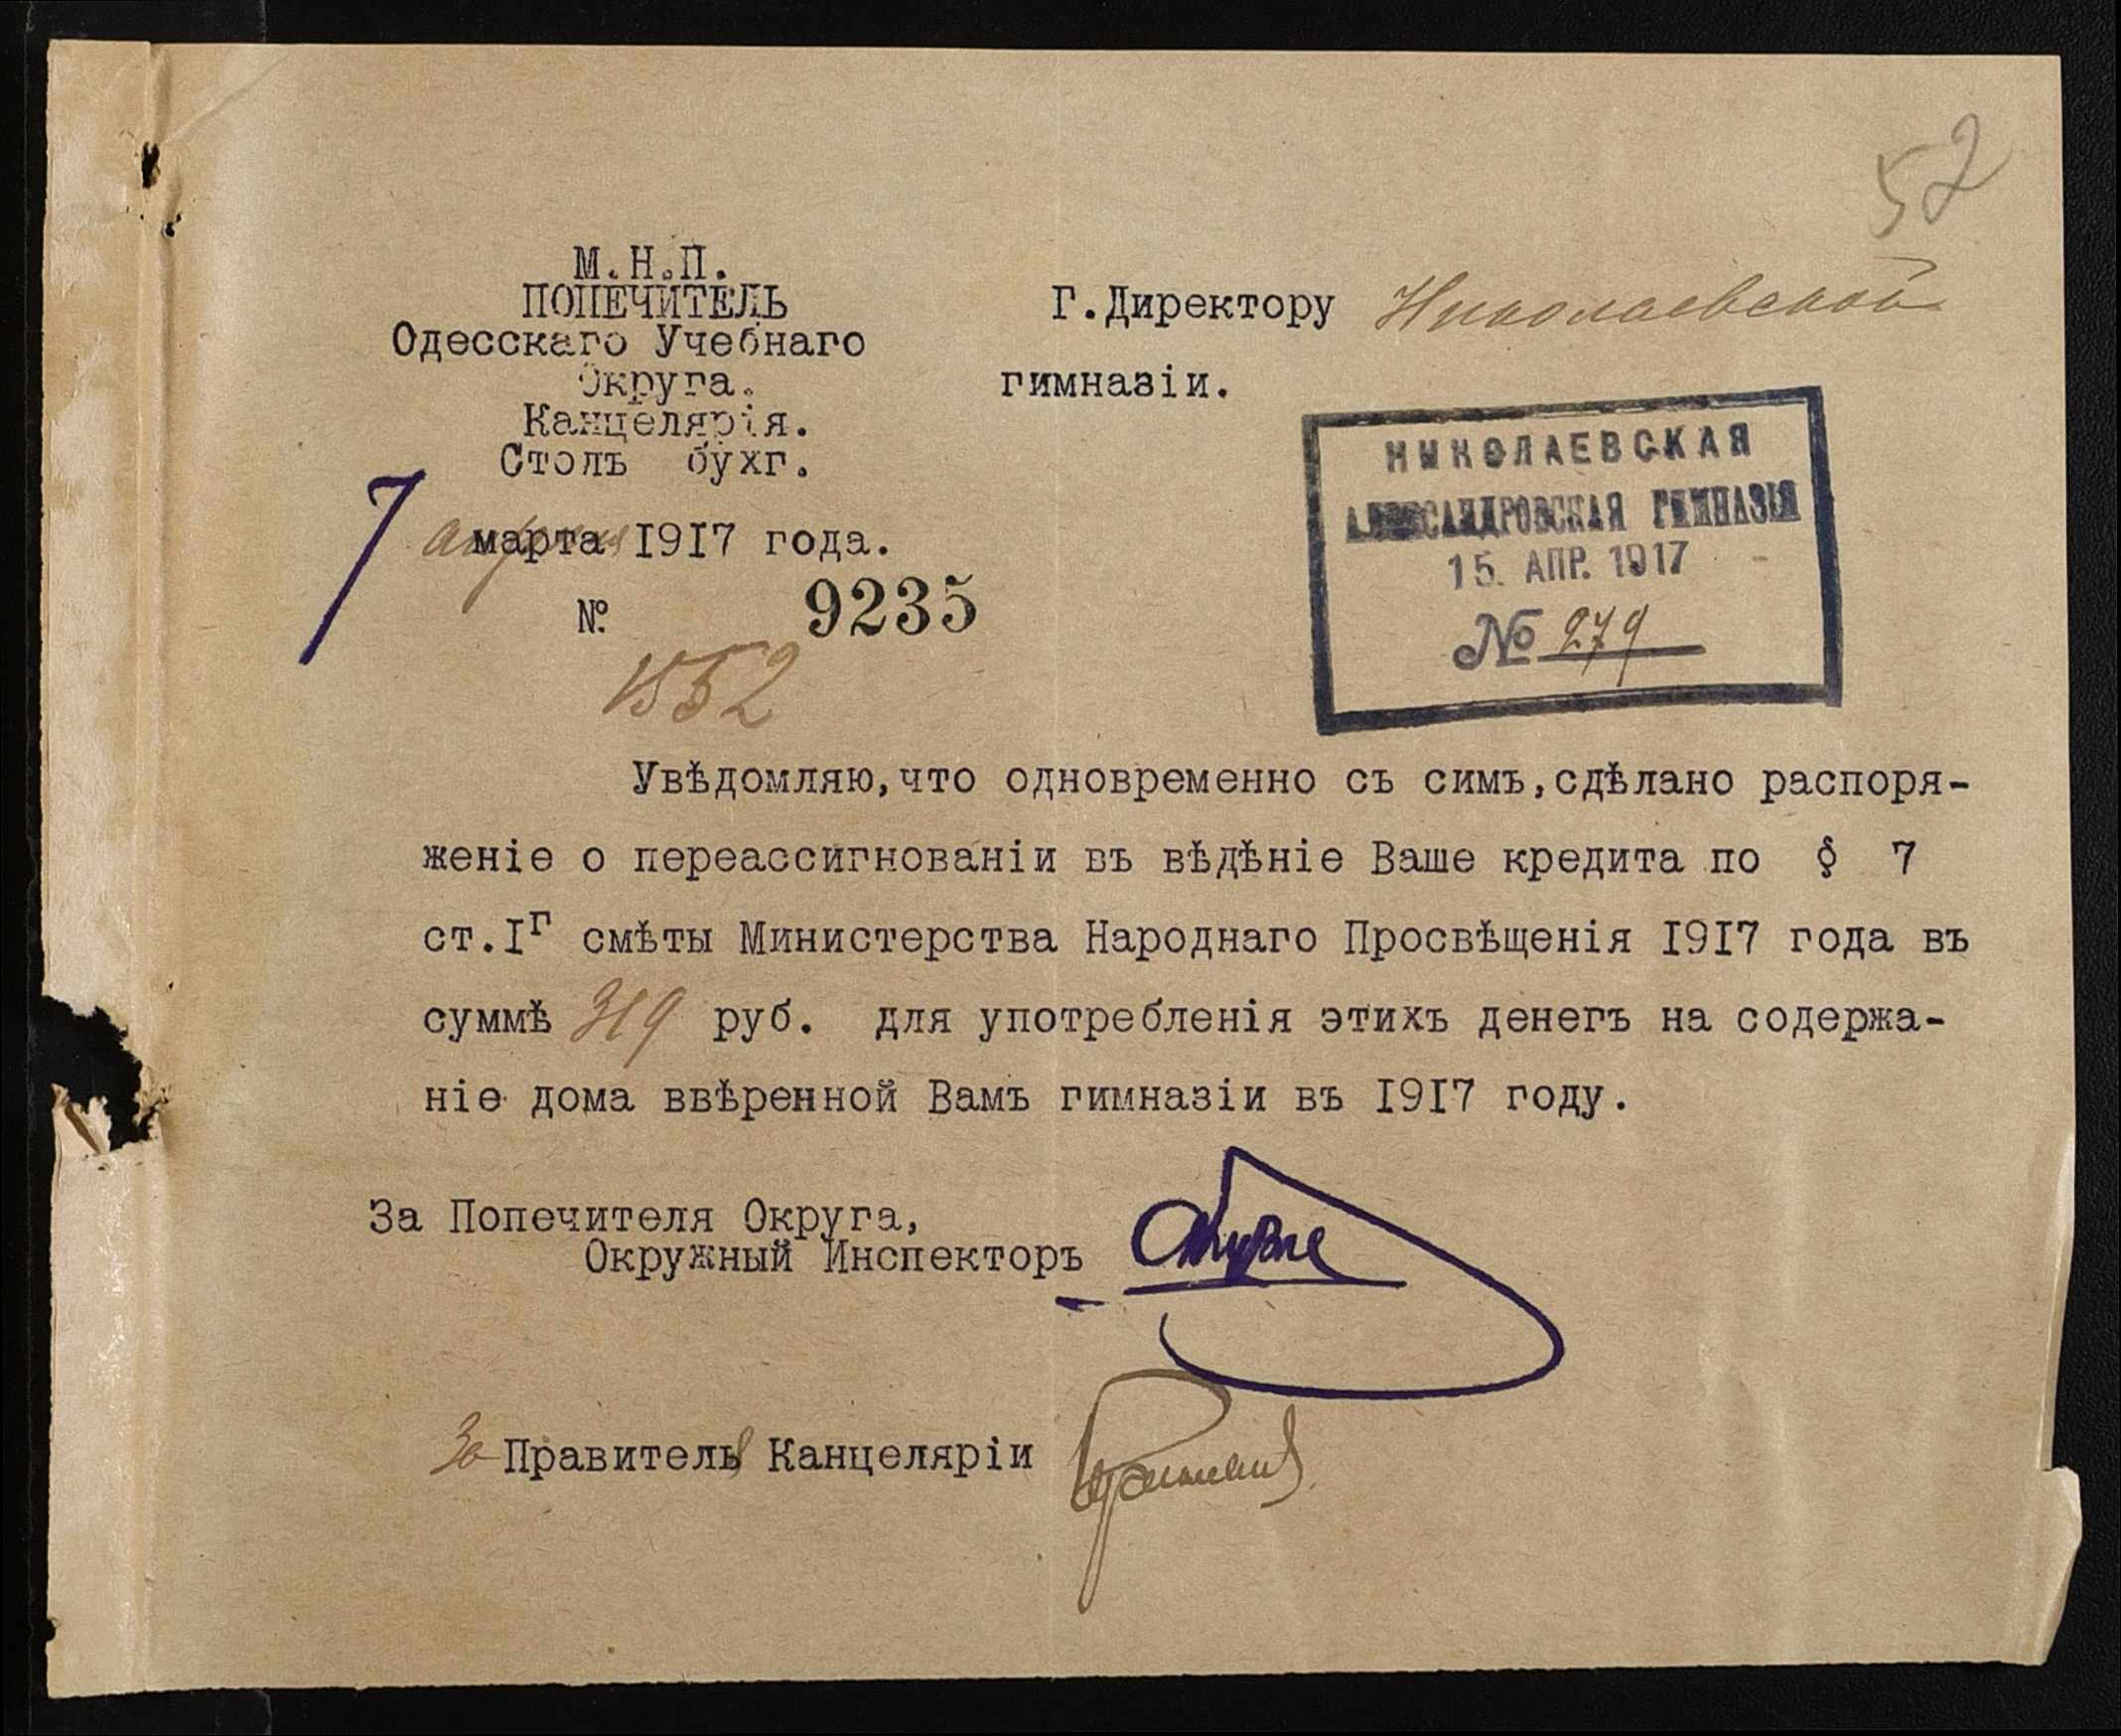 52
М.Н.П.
ПОПЕЧИТЕЛЬ
Одесскаго Учебнаго
Округа.
Канцелярія.
Столъ бухг.
7 апрѣля марта 1917 года.
№ 9235
1552
Г.Директору Николаевской
гимназіи.
НИКОЛАЕВСКАЯ
АЛЕКСАНДРОВСКАЯ ГИМНАЗІЯ
15. АПР. 1917
№ 279
Увѣдомляю,что одновременно съ симъ,сдѣлано распоря-
женіе о переассигнованіи въ вѣдѣніе Ваше кредита по § 7
ст.Iг смѣты Министерства Народнаго Просвѣщенія 1917 года въ
суммѣ 319 руб. для употребленія этихъ денегъ на содержа-
ніе дома ввѣренной Вамъ гимназіи въ 1917 году.
За Попечителя Округа,
Окружный Инспекторъ
За Правителя Канцеляріи